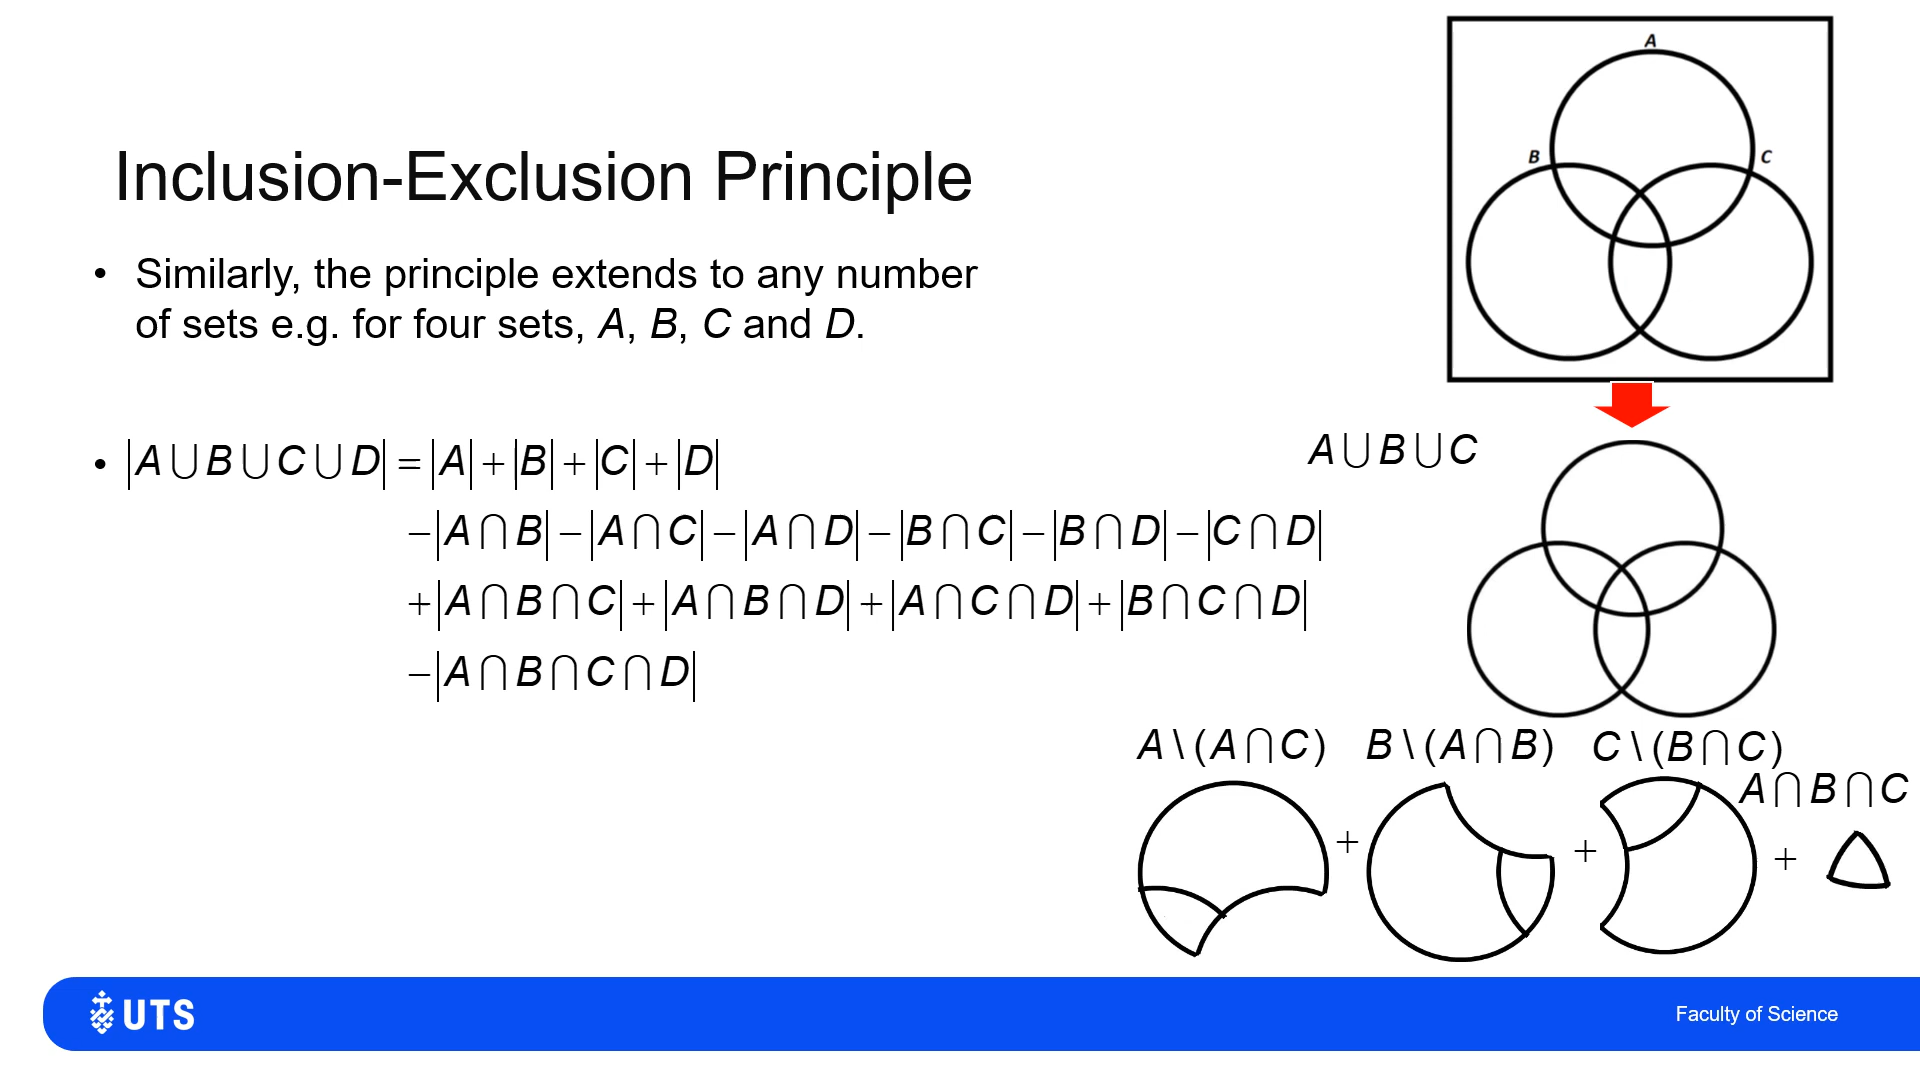 Inclusion-Exclusion Principle
• Similarly, the principle extends to any number
of sets e.g. for four sets, A, B, C and D.
• |A⋃B⋃C⋃D| = |A| + |B| + |C| + |D|
−|A⋂B| − |A⋂C| − |A⋂D| − |B⋂C| − |B⋂D| − |C⋂D|
+|A⋂B⋂C| + |A⋂B⋂D| + |A⋂C⋂D| + |B⋂C⋂D|
−|A⋂B⋂C⋂D|
A
B
C
A⋃B⋃C
A \ (A⋂C)
B \ (A⋂B)
C \ (B⋂C)
A⋂B⋂C
+
+
+
UTS
Faculty of Science